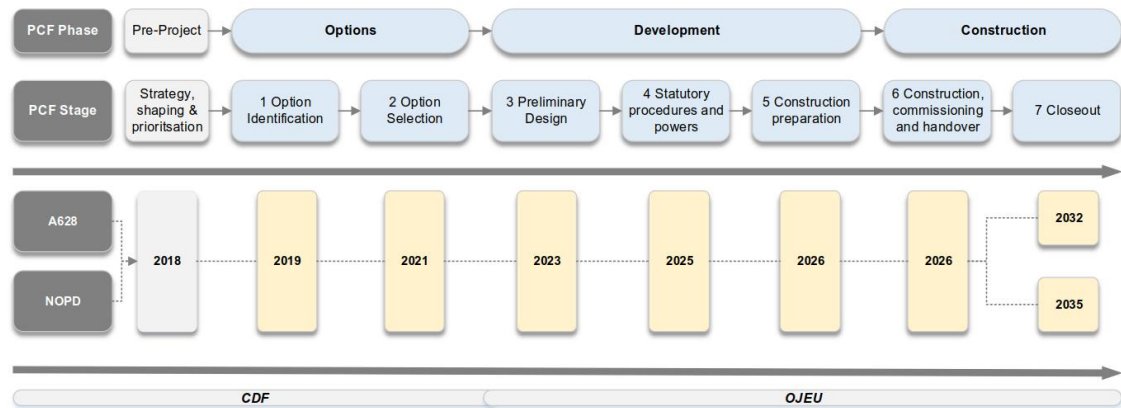 PCF Phase
Pre-Project
Options
Development
Construction
PCF Stage
Strategy,
shaping &
prioritsation
1 Option
Identification
2 Option
Selection
3 Preliminary
Design
4 Statutory
procedures and
powers
5 Construction
preparation
6 Construction,
commissioning
and handover
7 Closeout
A628
NOPD
2018
2019
2021
2023
2025
2026
2026
2032
2035
CDF
OJEU